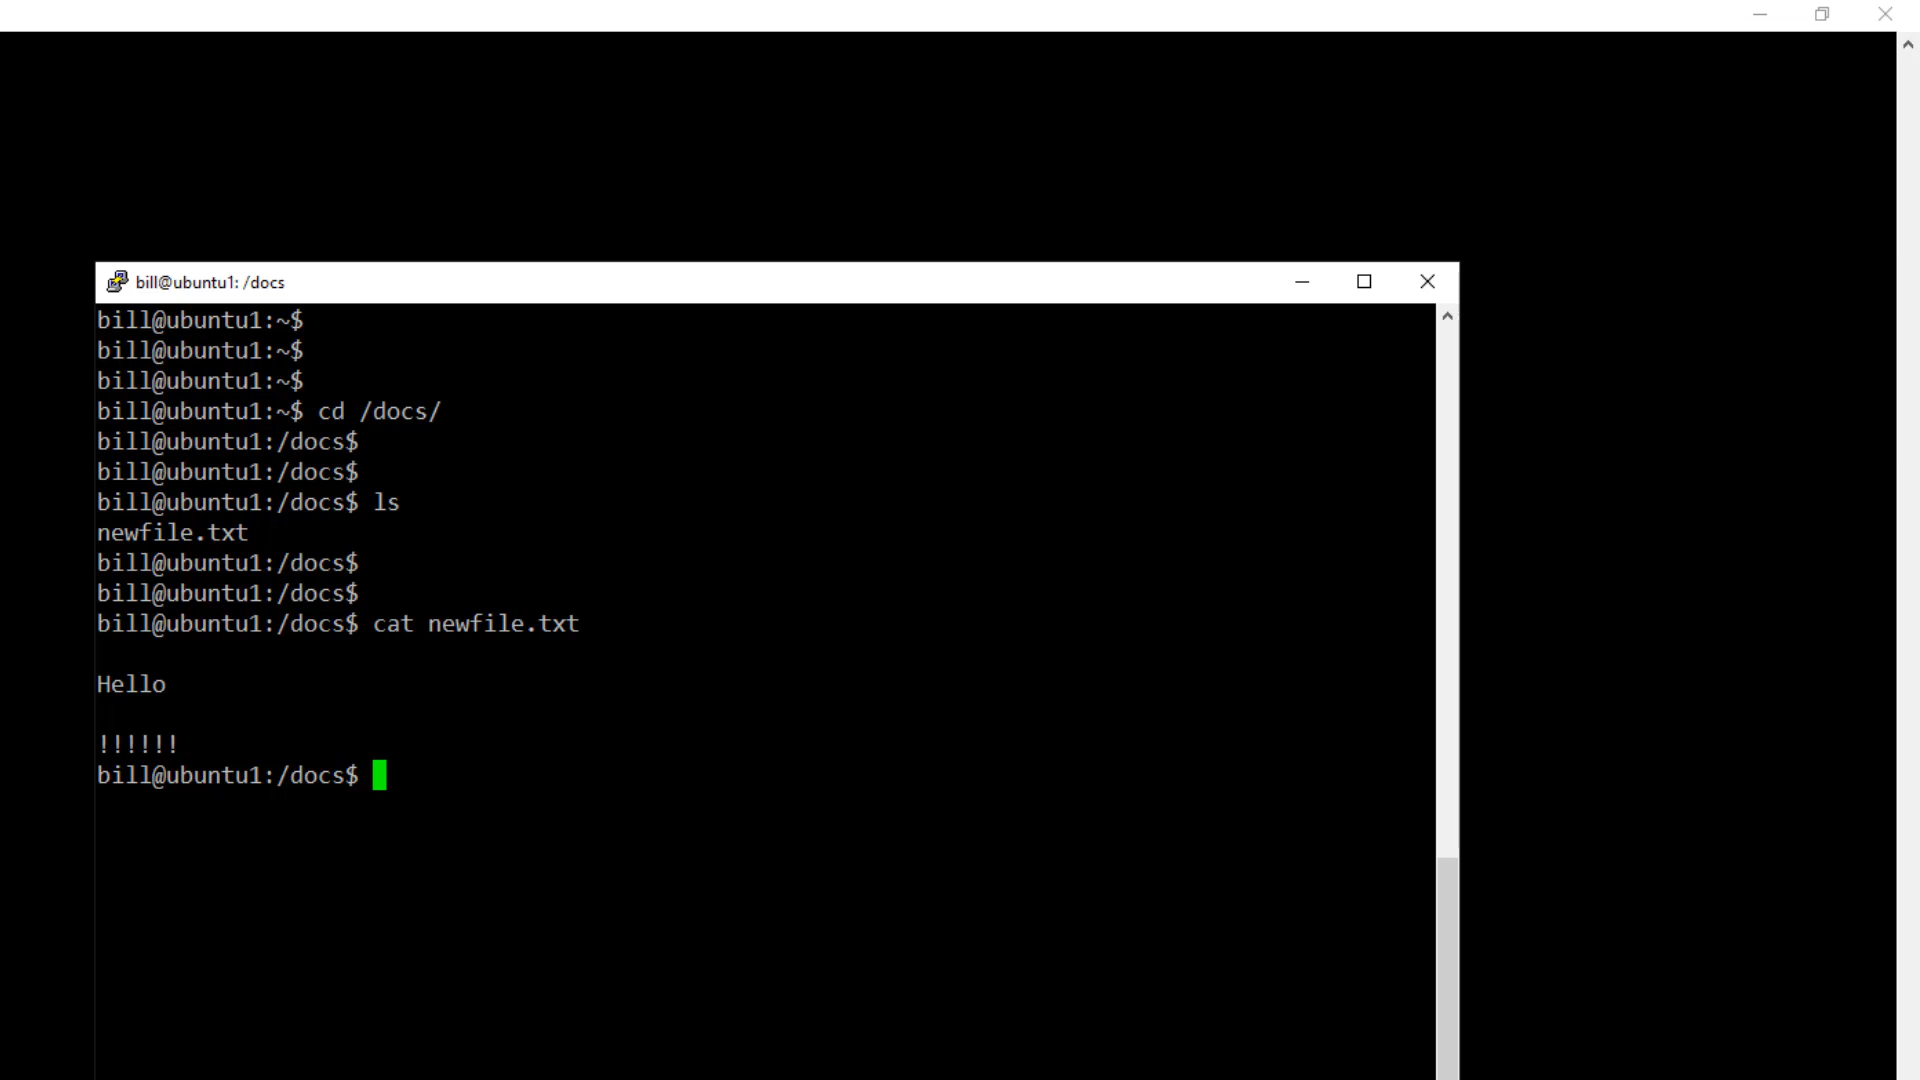 bill@ubuntu1: /docs
bill@ubuntu1:~$
bill@ubuntu1:~$
bill@ubuntu1:~$
bill@ubuntu1:~$ cd /docs/
bill@ubuntu1:/docs$
bill@ubuntu1:/docs$
bill@ubuntu1:/docs$ ls
newfile.txt
bill@ubuntu1:/docs$
bill@ubuntu1:/docs$
bill@ubuntu1:/docs$ cat newfile.txt
Hello
!!!!!!
bill@ubuntu1:/docs$